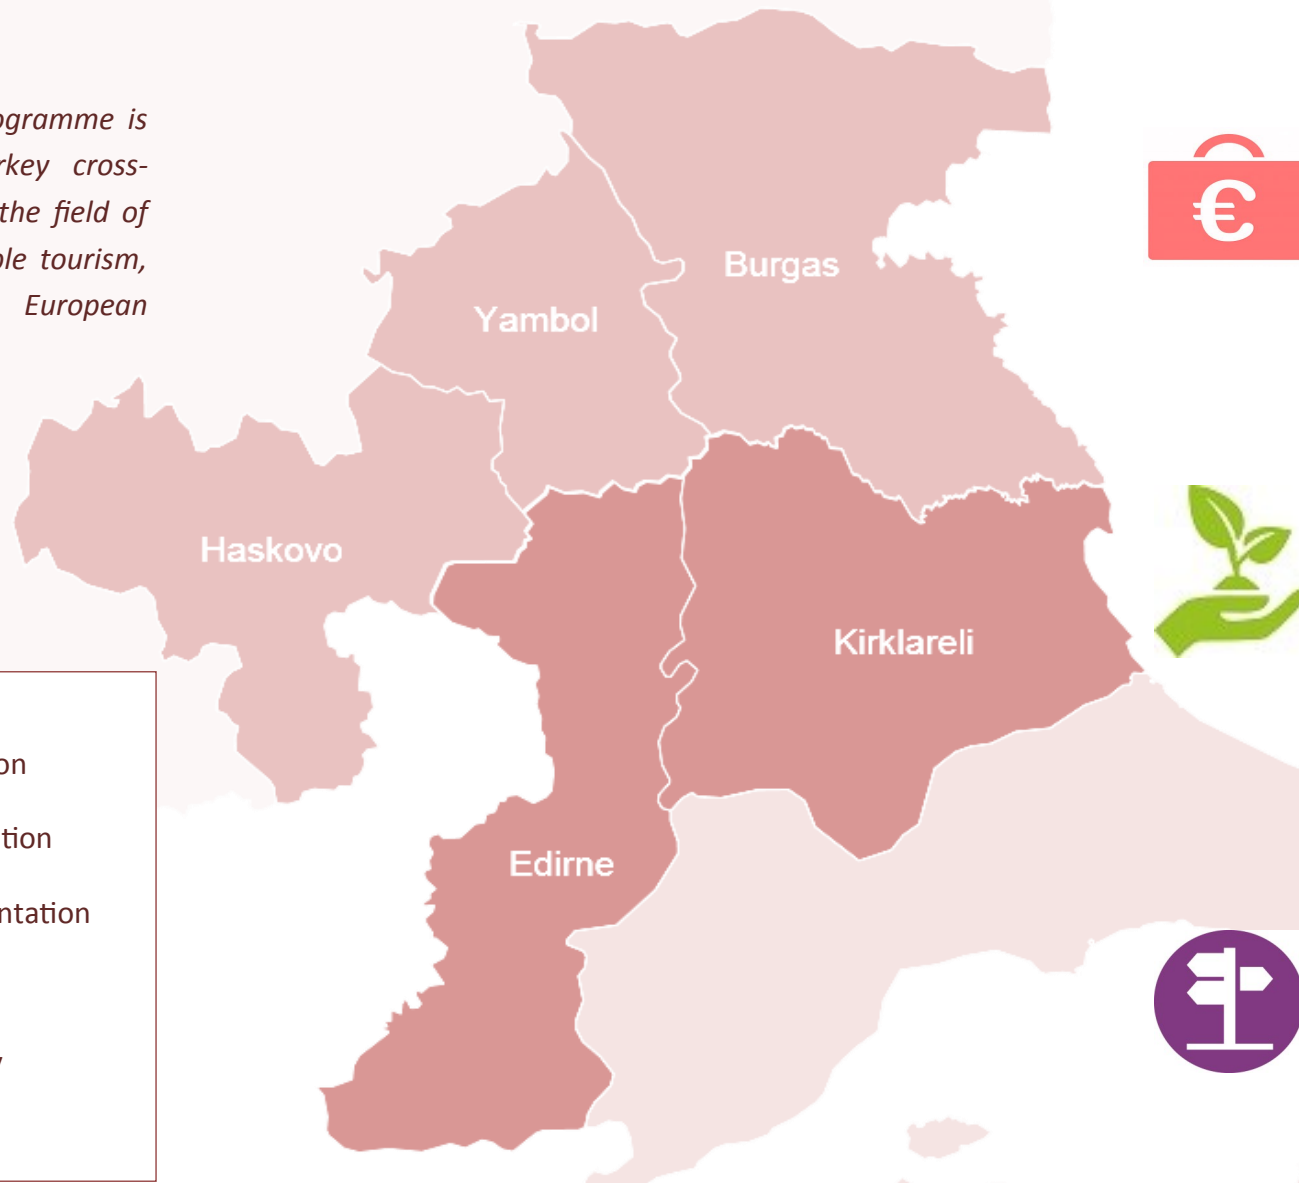 ogramme is
rkey cross-
the field of
ble tourism,
European
Burgas
Yambol
Haskovo
Kirklareli
on
tion
ntation
y
Edirne
€